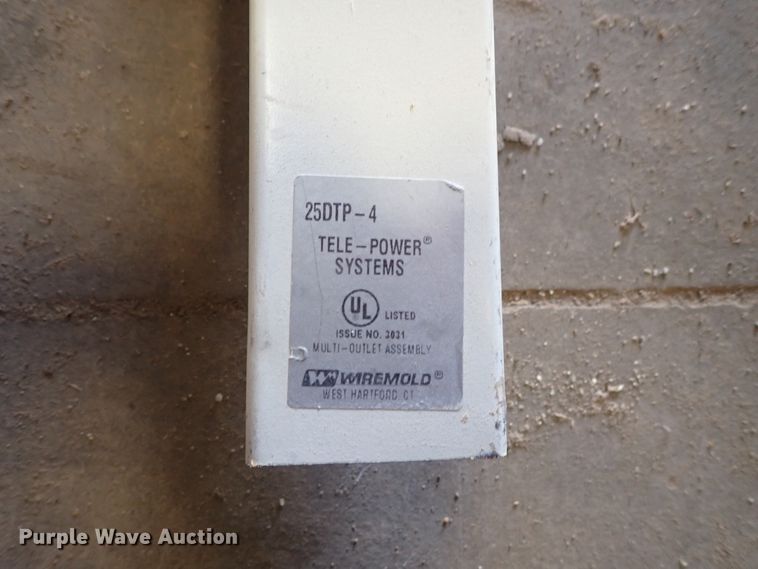 25DTP-4
TELE-POWER®
SYSTEMS
UL LISTED
ISSUE NO. 3031
MULTI-OUTLET ASSEMBLY
W WIREMOLD®
WEST HARTFORD, CT
Purple Wave Auction